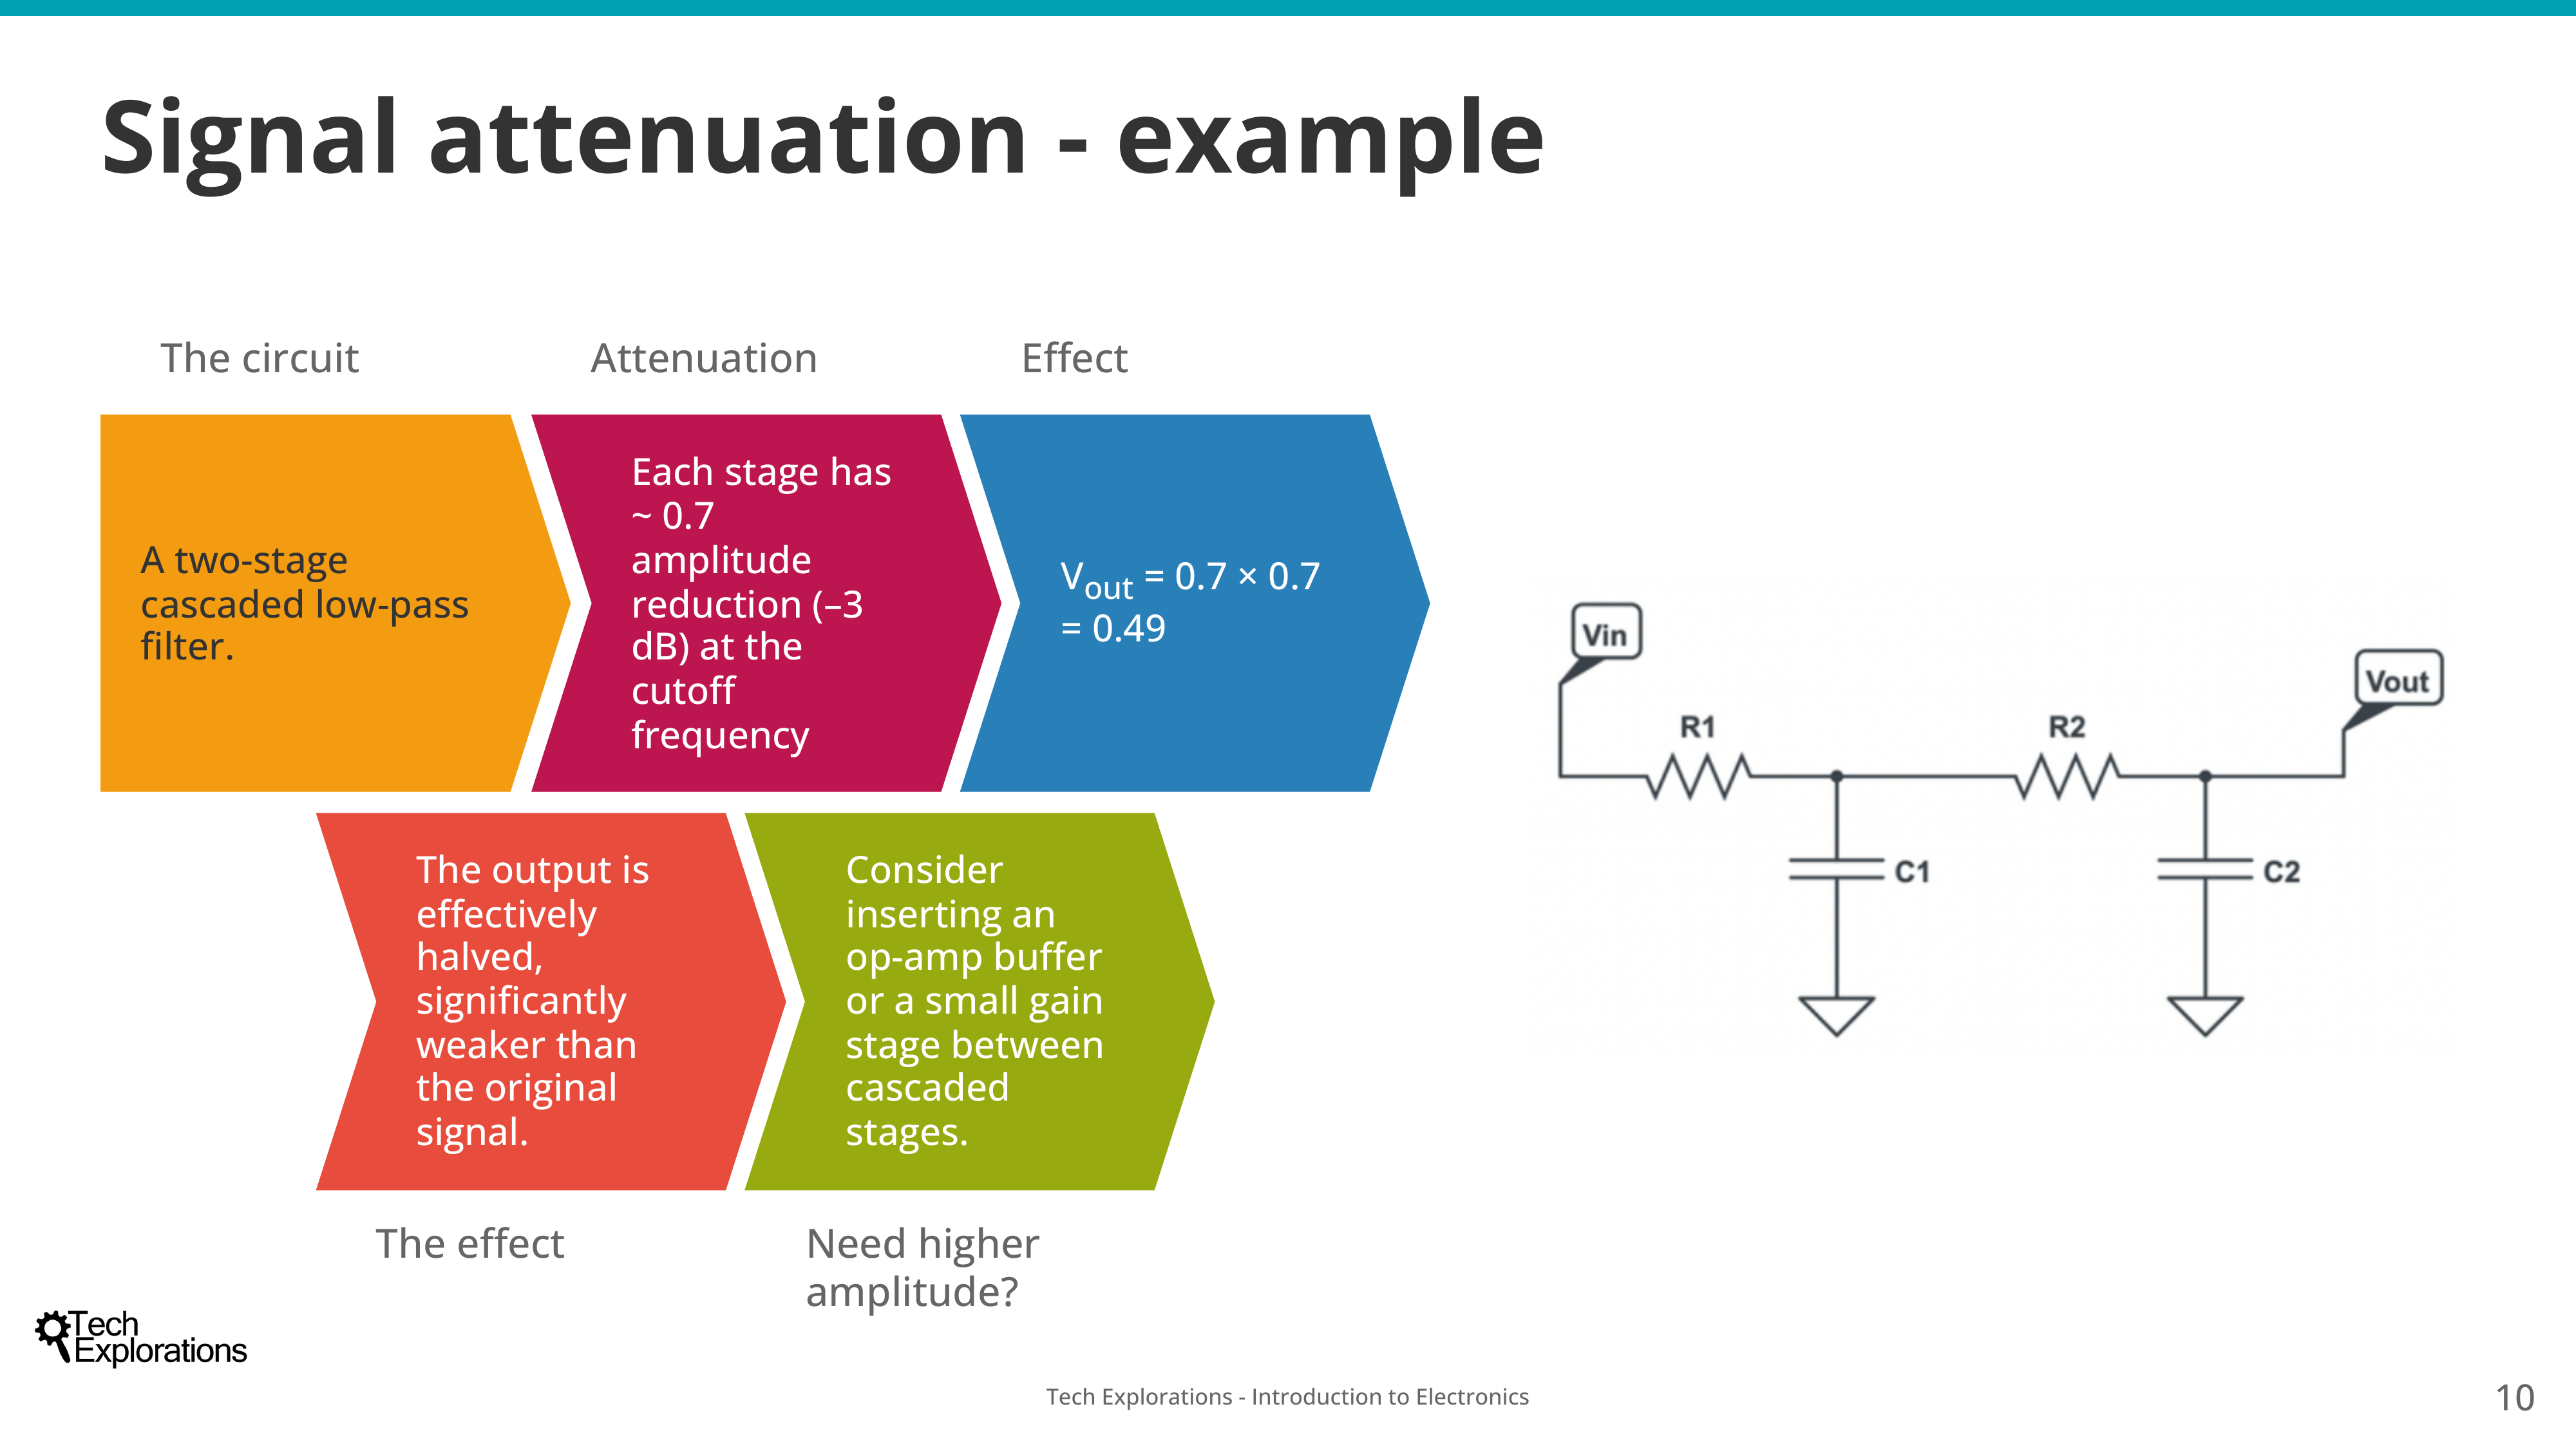 Signal attenuation - example
The circuit
Attenuation
Effect
A two-stage
cascaded low-pass
filter.
Each stage has
~ 0.7
amplitude
reduction (–3
dB) at the
cutoff
frequency
Vout = 0.7 × 0.7
= 0.49
The output is
effectively
halved,
significantly
weaker than
the original
signal.
Consider
inserting an
op-amp buffer
or a small gain
stage between
cascaded
stages.
The effect
Need higher
amplitude?
Vin
Vout
R1
R2
C1
C2
Tech
Explorations
Tech Explorations - Introduction to Electronics
10